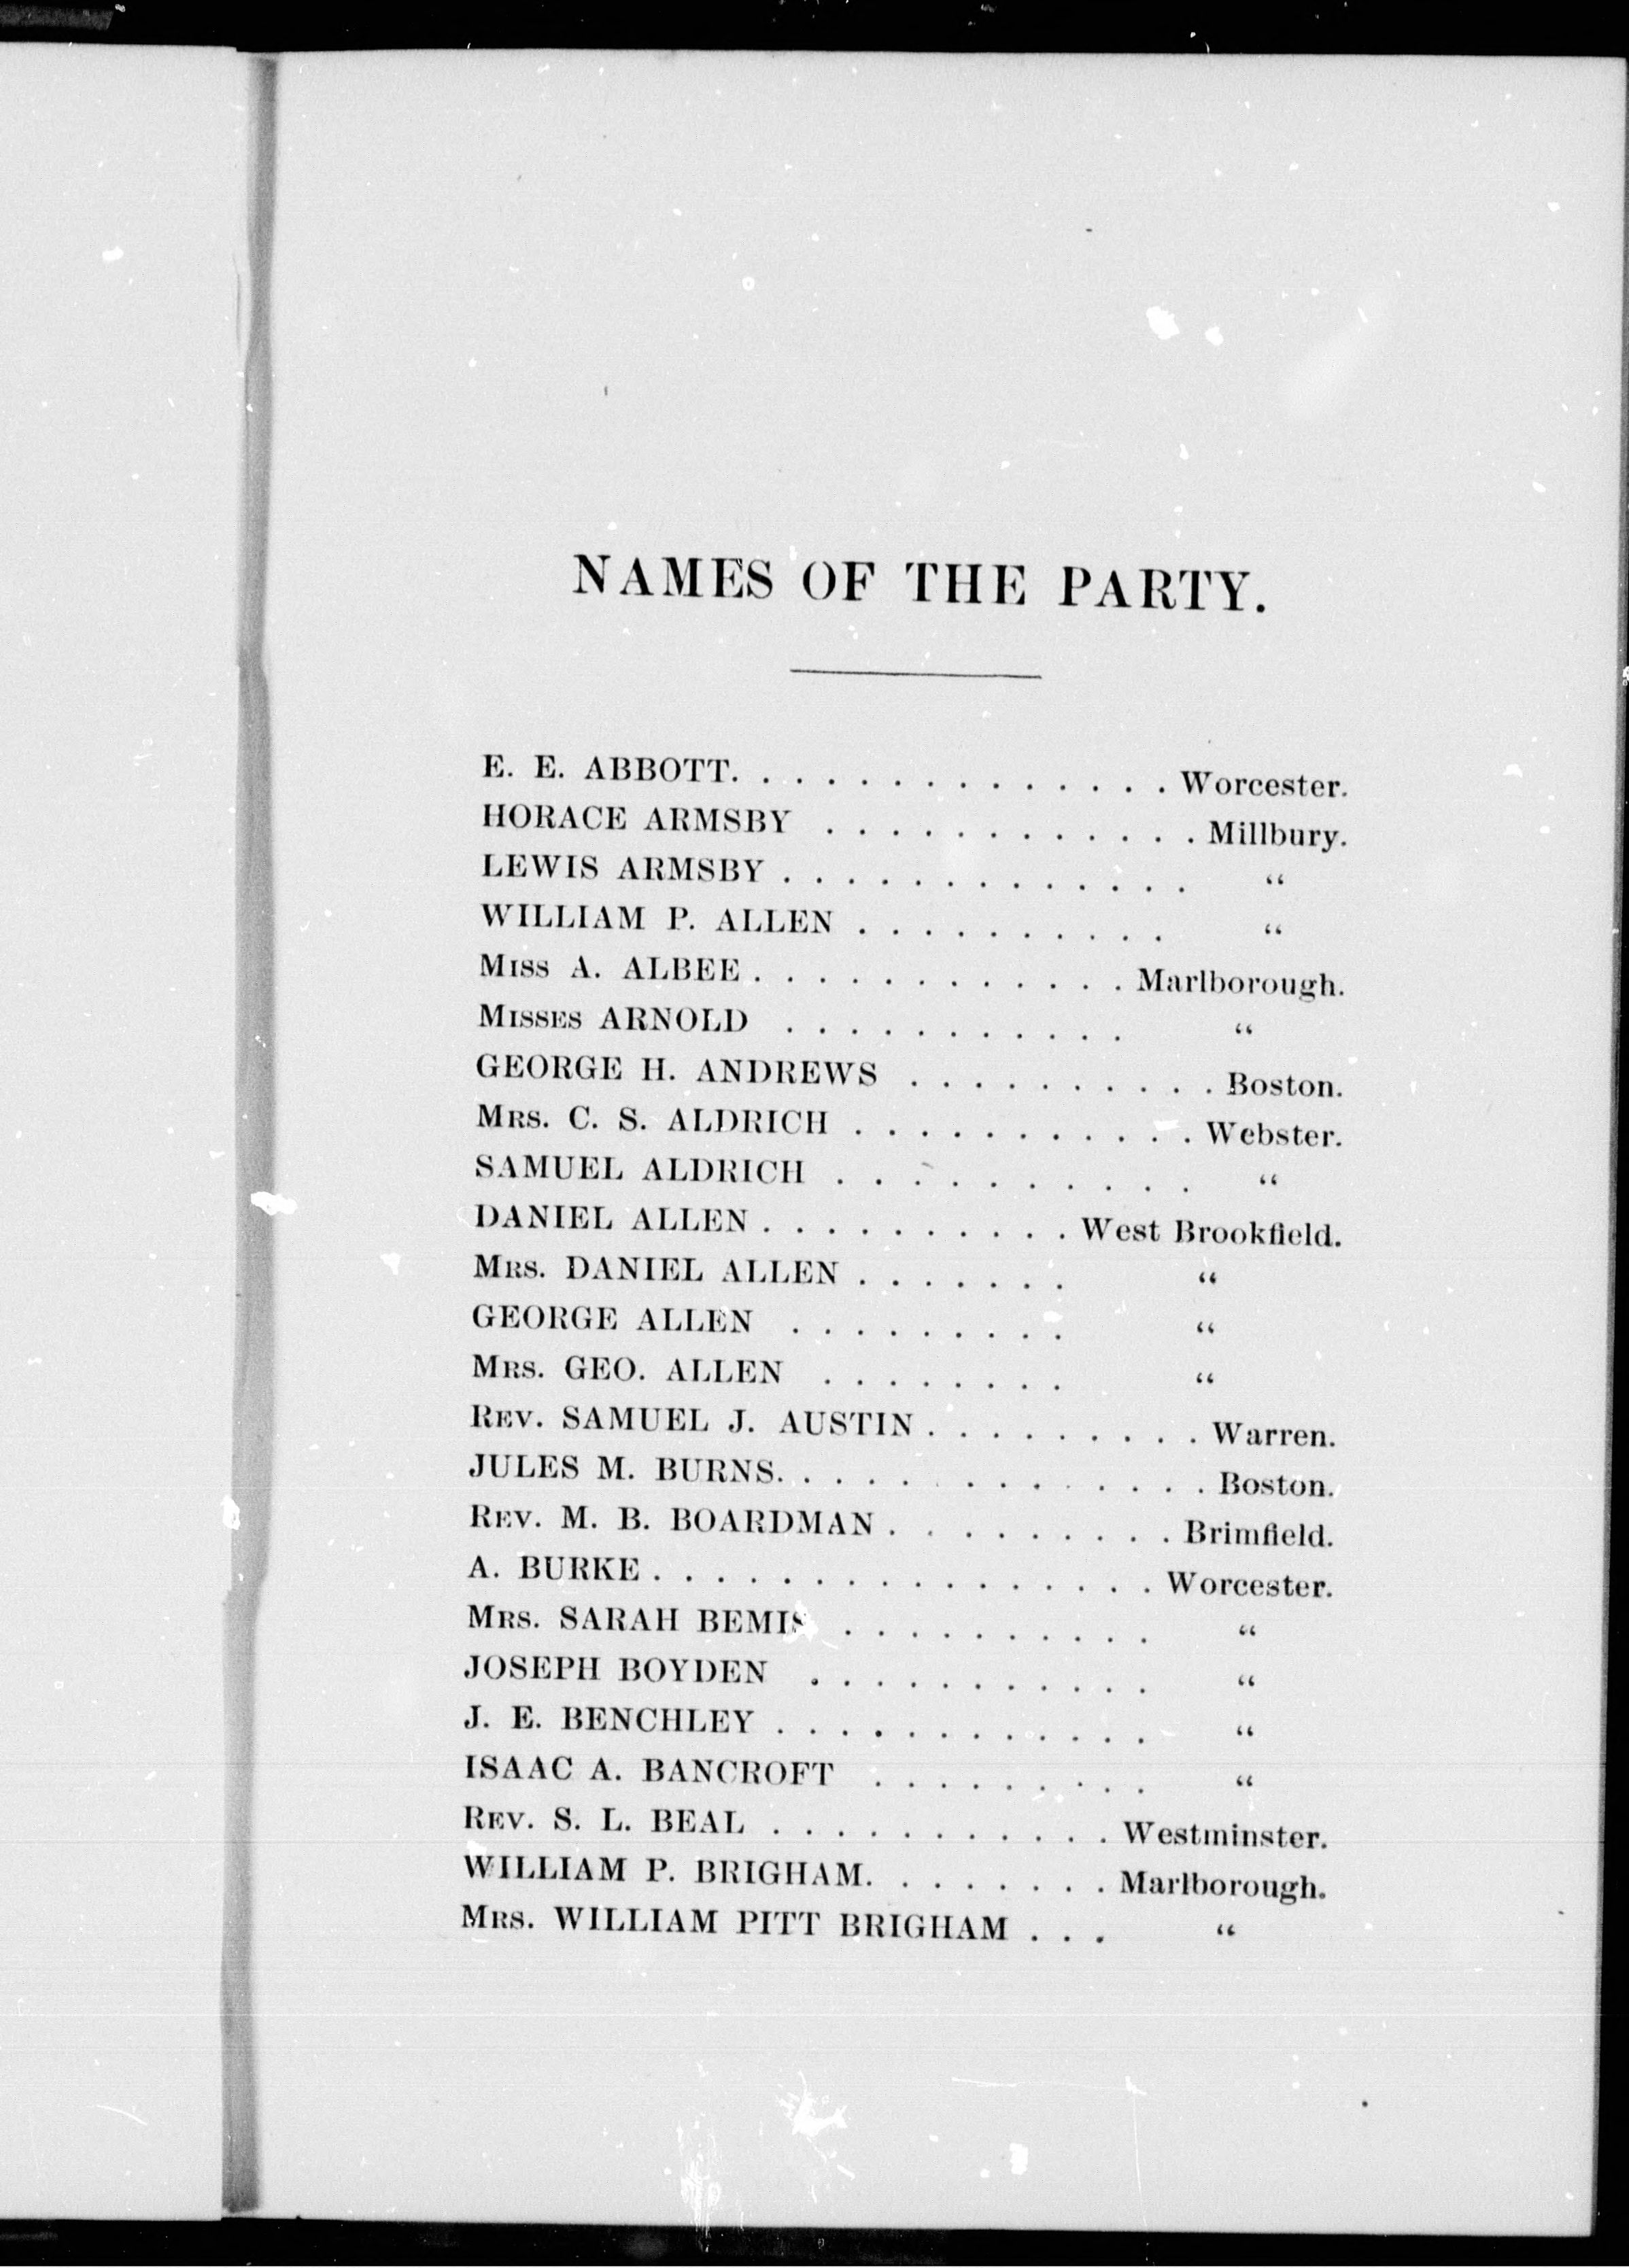 NAMES OF THE PARTY.
E. E. ABBOTT. . . . . . . . . . . . . . Worcester.
HORACE ARMSBY . . . . . . . . . . . . Millbury.
LEWIS ARMSBY . . . . . . . . . . . . . “
WILLIAM P. ALLEN . . . . . . . . . . “
MISS A. ALBEE . . . . . . . . . . . . Marlborough.
MISSES ARNOLD . . . . . . . . . . . “
GEORGE H. ANDREWS . . . . . . . . . . Boston.
MRS. C. S. ALDRICH . . . . . . . . . . . Webster.
SAMUEL ALDRICH . . . . . . . . . . “
DANIEL ALLEN . . . . . . . . . . West Brookfield.
MRS. DANIEL ALLEN . . . . . . . “
GEORGE ALLEN . . . . . . . . . “
MRS. GEO. ALLEN . . . . . . . . “
REV. SAMUEL J. AUSTIN . . . . . . . . . Warren.
JULES M. BURNS. . . . . . . . . . . . . . Boston.
REV. M. B. BOARDMAN . . . . . . . . . Brimfield.
A. BURKE . . . . . . . . . . . . . . . . Worcester.
MRS. SARAH BEMIS . . . . . . . . . . “
JOSEPH BOYDEN . . . . . . . . . . . “
J. E. BENCHLEY . . . . . . . . . . . . “
ISAAC A. BANCROFT . . . . . . . . . “
REV. S. L. BEAL . . . . . . . . . . . Westminster.
WILLIAM P. BRIGHAM. . . . . . . . Marlborough.
MRS. WILLIAM PITT BRIGHAM . . . “